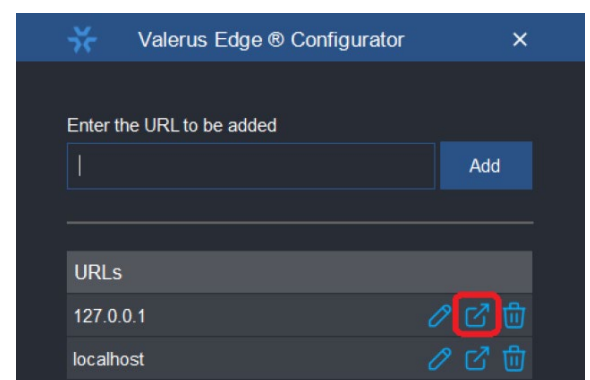 Valerus Edge ® Configurator
Enter the URL to be added
Add
URLs
127.0.0.1
localhost